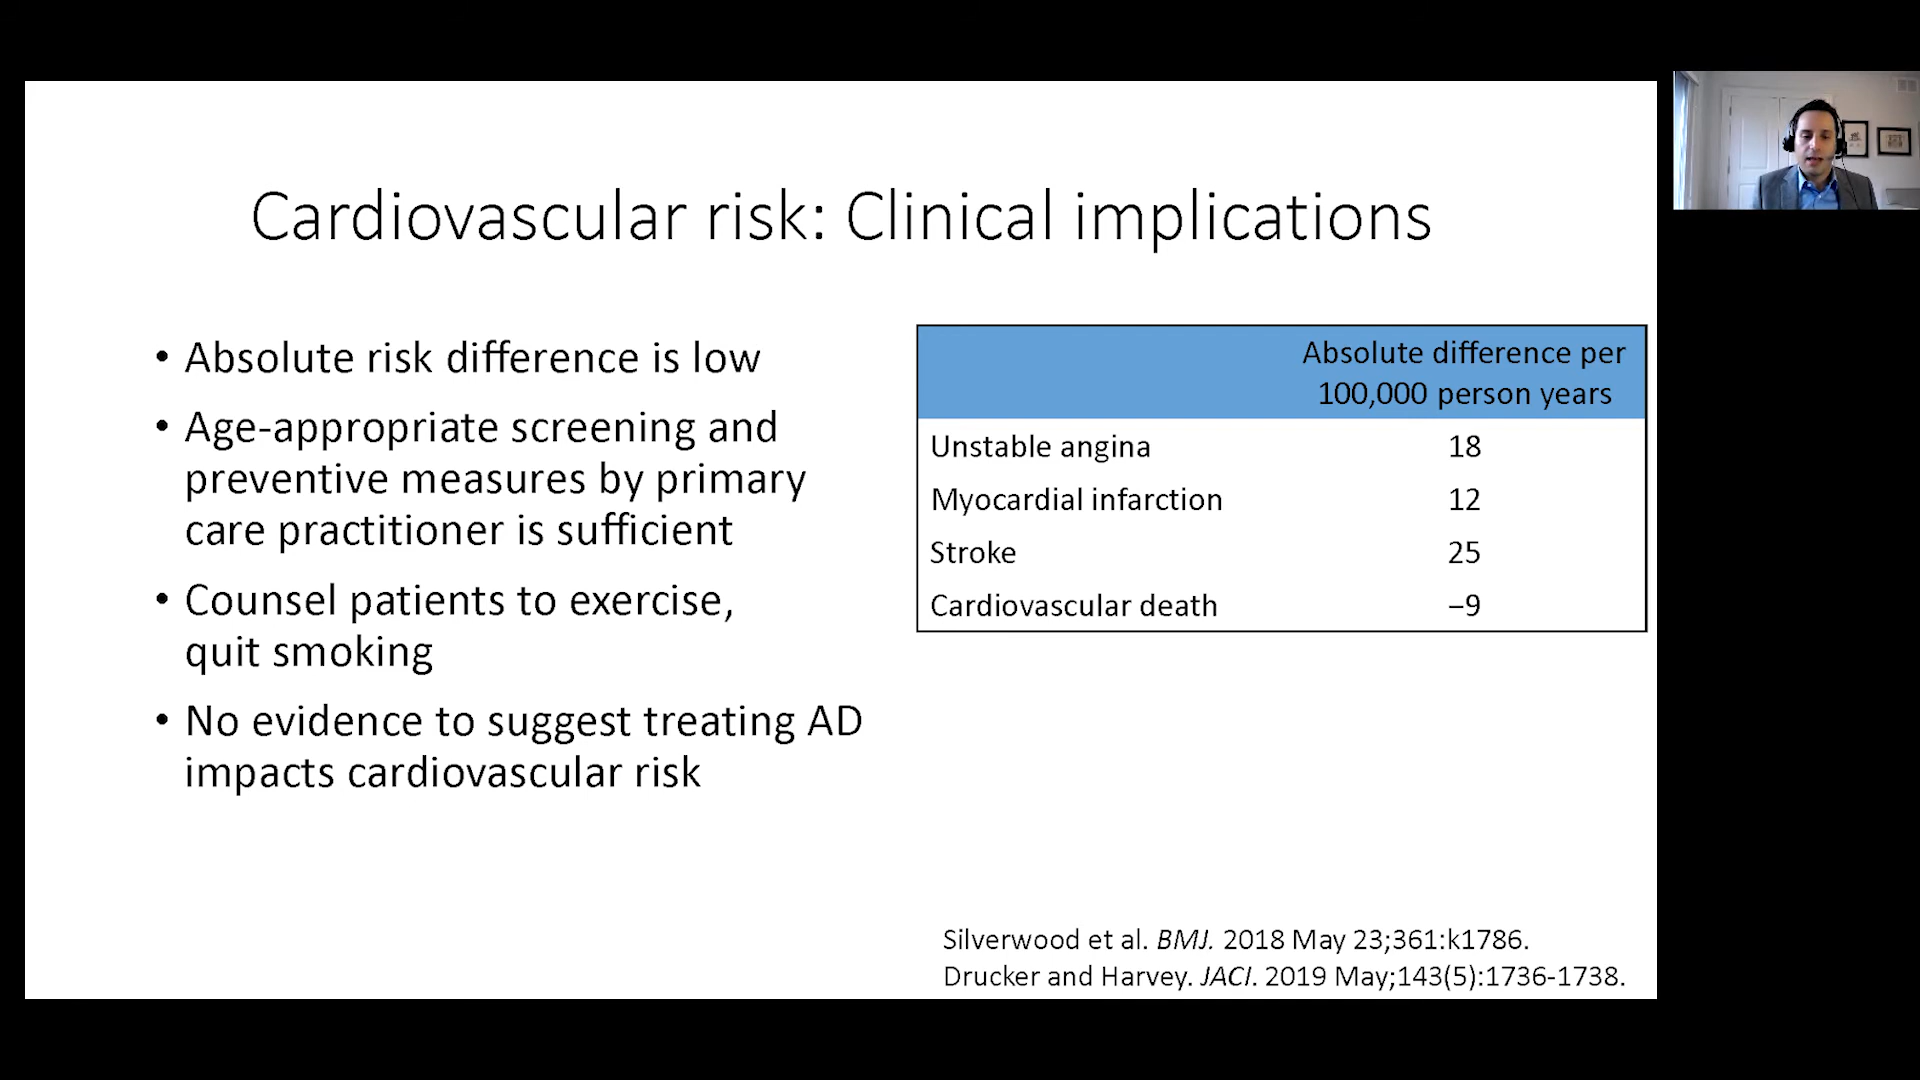 Cardiovascular risk: Clinical implications
• Absolute risk difference is low
• Age-appropriate screening and
preventive measures by primary
care practitioner is sufficient
• Counsel patients to exercise,
quit smoking
• No evidence to suggest treating AD
impacts cardiovascular risk
Absolute difference per
100,000 person years
Unstable angina 18
Myocardial infarction 12
Stroke 25
Cardiovascular death −9
Silverwood et al. BMJ. 2018 May 23;361:k1786.
Drucker and Harvey. JACI. 2019 May;143(5):1736-1738.